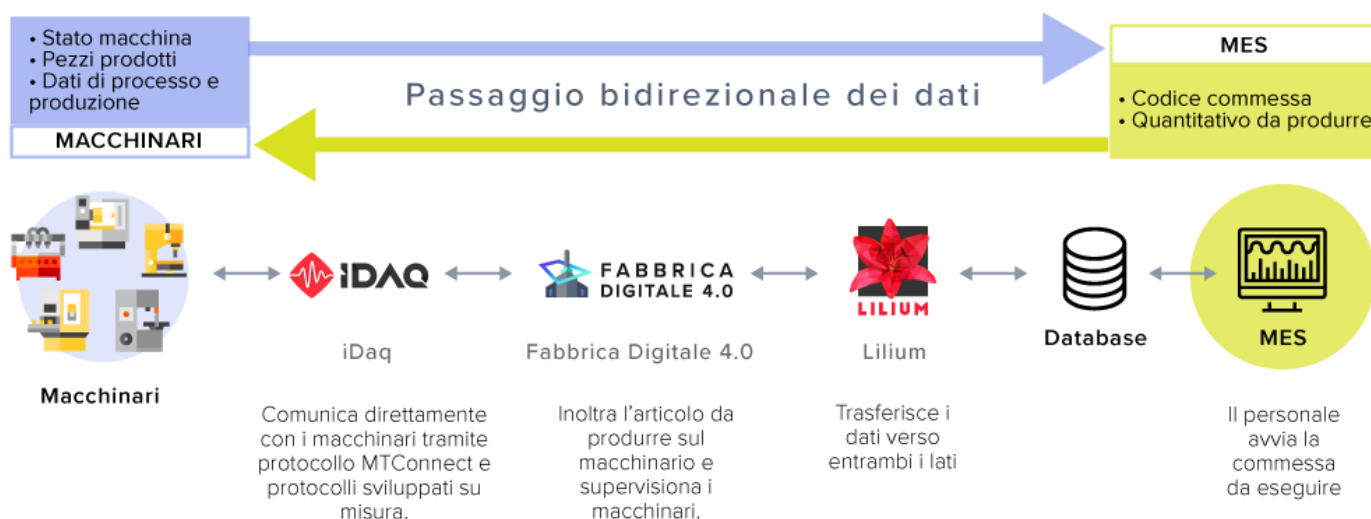 • Stato macchina
• Pezzi prodotti
• Dati di processo e
produzione
MACCHINARI
Passaggio bidirezionale dei dati
MES
• Codice commessa
• Quantitativo da produrre
iDAQ
FABBRICA
DIGITALE 4.0
LILIUM
Macchinari
iDaq
Fabbrica Digitale 4.0
Lilium
Database
MES
Comunica direttamente
con i macchinari tramite
protocollo MTConnect e
protocolli sviluppati su
misura.
Inoltra l’articolo da
produrre sul
macchinario e
supervisiona i
macchinari.
Trasferisce i
dati verso
entrambi i lati
Il personale
avvia la
commessa
da eseguire